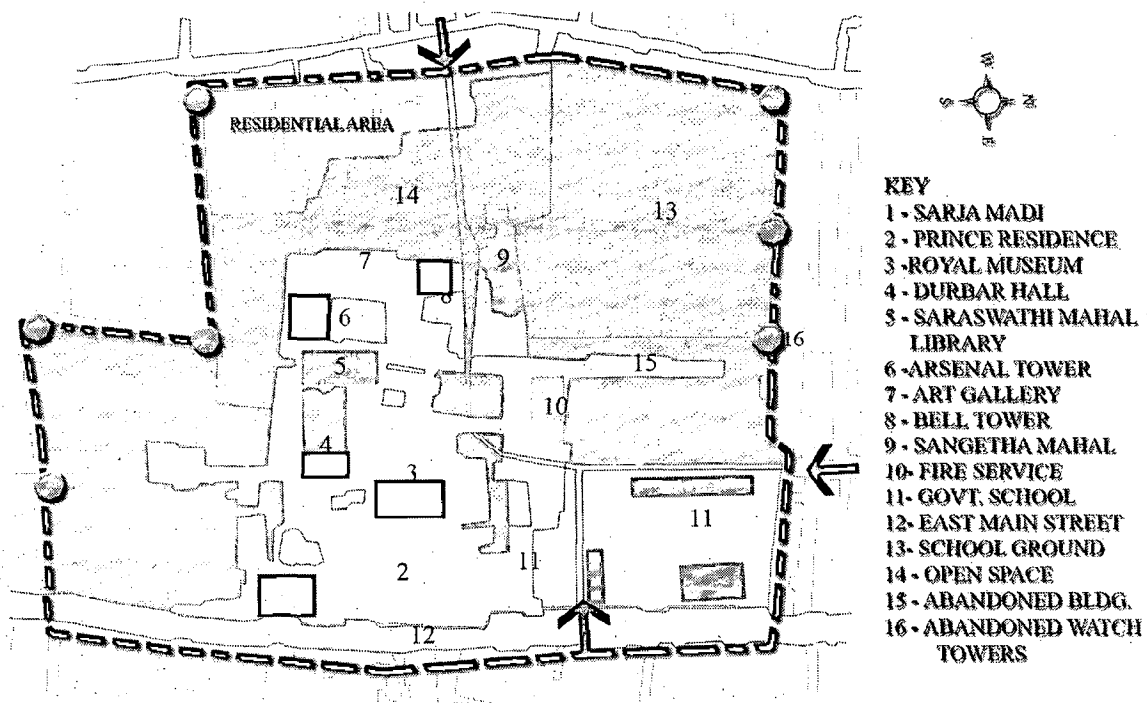 RESIDENTIAL AREA
14
13
7
9
8
6
16
5
15
10
4
3
11
11
2
12
W
S N
E
KEY
1 - SARJA MADI
2 - PRINCE RESIDENCE
3 -ROYAL MUSEUM
4 - DURBAR HALL
5 - SARASWATHI MAHAL
LIBRARY
6 -ARSENAL TOWER
7 - ART GALLERY
8 - BELL TOWER
9 - SANGETHA MAHAL
10- FIRE SERVICE
11- GOVT. SCHOOL
12- EAST MAIN STREET
13- SCHOOL GROUND
14 - OPEN SPACE
15 - ABANDONED BLDG.
16 - ABANDONED WATCH
TOWERS